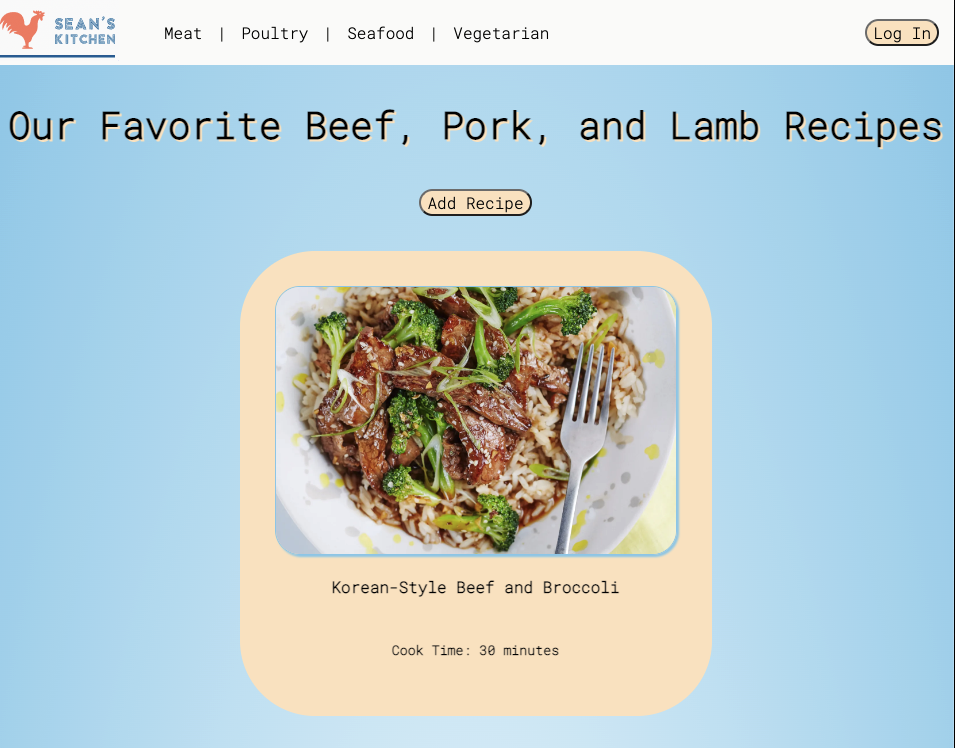 SEAN'S
KITCHEN
Meat | Poultry | Seafood | Vegetarian
Log In
Our Favorite Beef, Pork, and Lamb Recipes
Add Recipe
Korean-Style Beef and Broccoli
Cook Time: 30 minutes